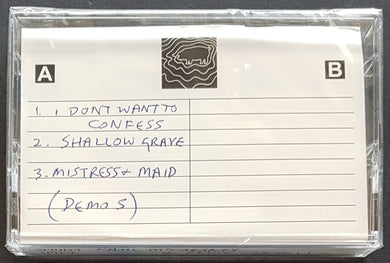 A
B
1. I DONT WANT TO
CONFESS
2. SHALLOW GRAVE
3. MISTRESS + MAID
(DEMOS)